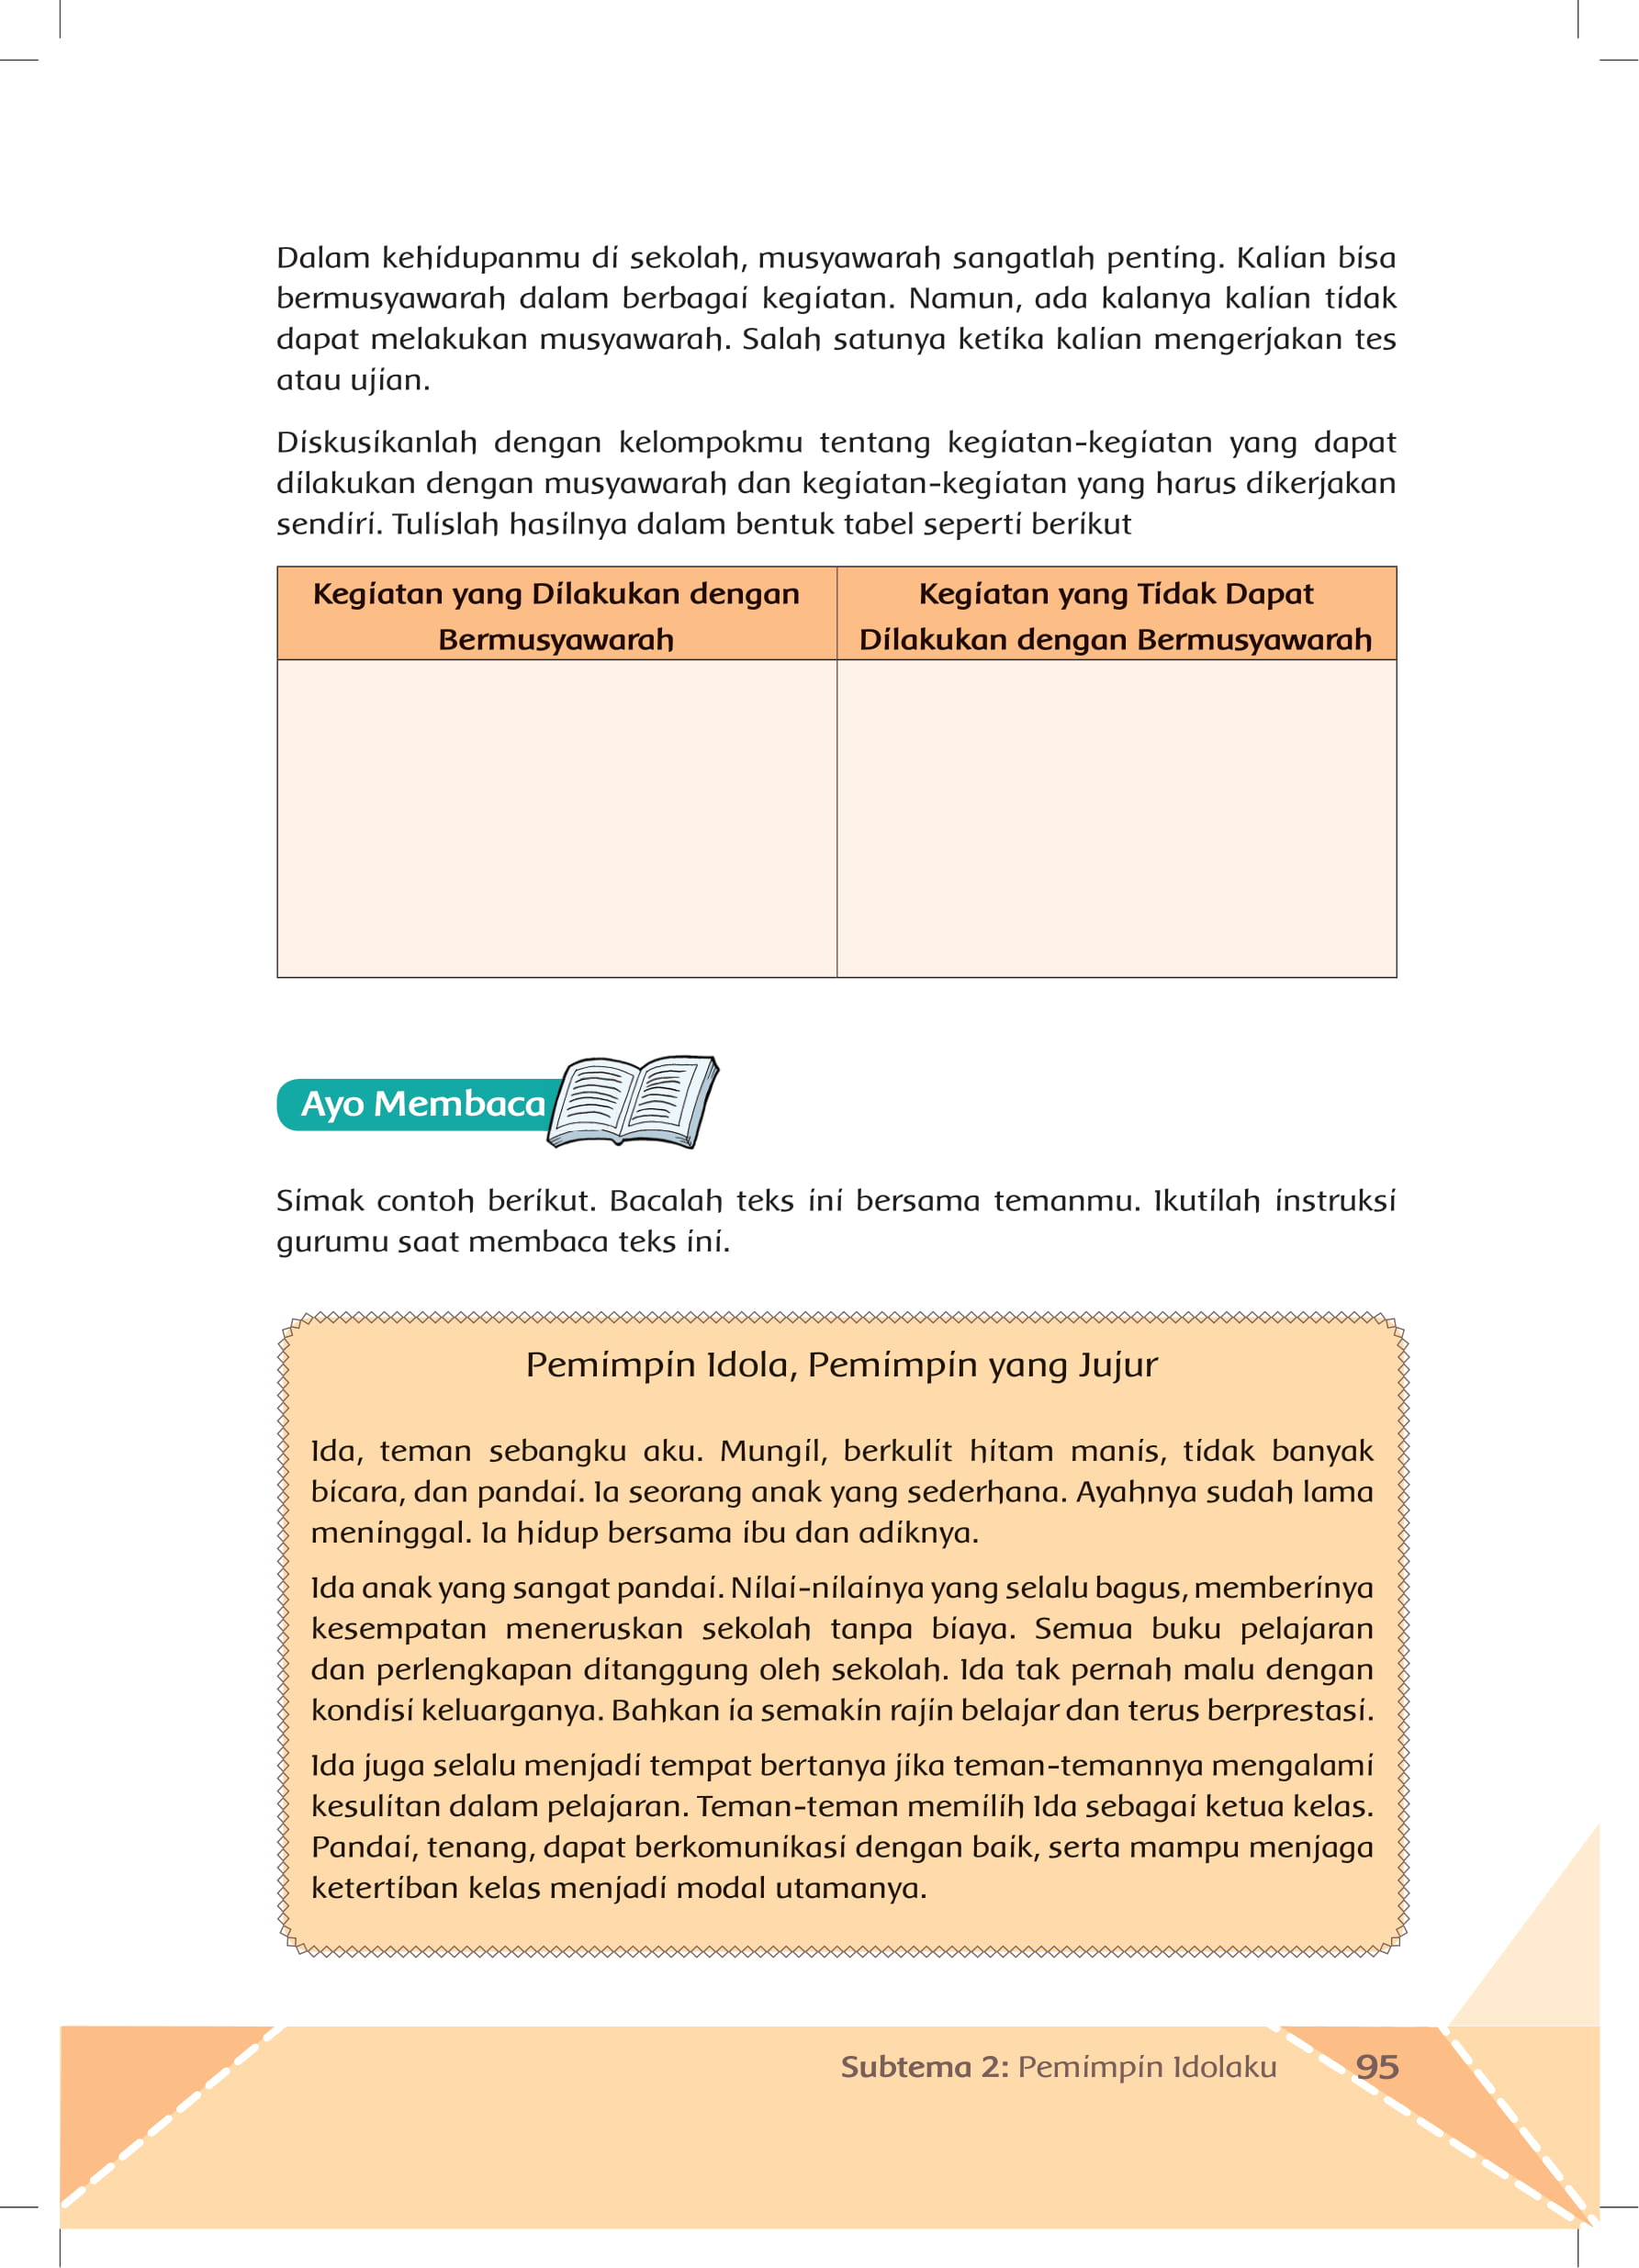 Dalam kehidupanmu di sekolah, musyawarah sangatlah penting. Kalian bisa
bermusyawarah dalam berbagai kegiatan. Namun, ada kalanya kalian tidak
dapat melakukan musyawarah. Salah satunya ketika kalian mengerjakan tes
atau ujian.
Diskusikanlah dengan kelompokmu tentang kegiatan-kegiatan yang dapat
dilakukan dengan musyawarah dan kegiatan-kegiatan yang harus dikerjakan
sendiri. Tulislah hasilnya dalam bentuk tabel seperti berikut
Kegiatan yang Dilakukan dengan
Bermusyawarah
Kegiatan yang Tidak Dapat
Dilakukan dengan Bermusyawarah
Ayo Membaca
Simak contoh berikut. Bacalah teks ini bersama temanmu. Ikutilah instruksi
gurumu saat membaca teks ini.
Pemimpin Idola, Pemimpin yang Jujur
Ida, teman sebangku aku. Mungil, berkulit hitam manis, tidak banyak
bicara, dan pandai. Ia seorang anak yang sederhana. Ayahnya sudah lama
meninggal. Ia hidup bersama ibu dan adiknya.
Ida anak yang sangat pandai. Nilai-nilainya yang selalu bagus, memberinya
kesempatan meneruskan sekolah tanpa biaya. Semua buku pelajaran
dan perlengkapan ditanggung oleh sekolah. Ida tak pernah malu dengan
kondisi keluarganya. Bahkan ia semakin rajin belajar dan terus berprestasi.
Ida juga selalu menjadi tempat bertanya jika teman-temannya mengalami
kesulitan dalam pelajaran. Teman-teman memilih Ida sebagai ketua kelas.
Pandai, tenang, dapat berkomunikasi dengan baik, serta mampu menjaga
ketertiban kelas menjadi modal utamanya.
Subtema 2: Pemimpin Idolaku 95